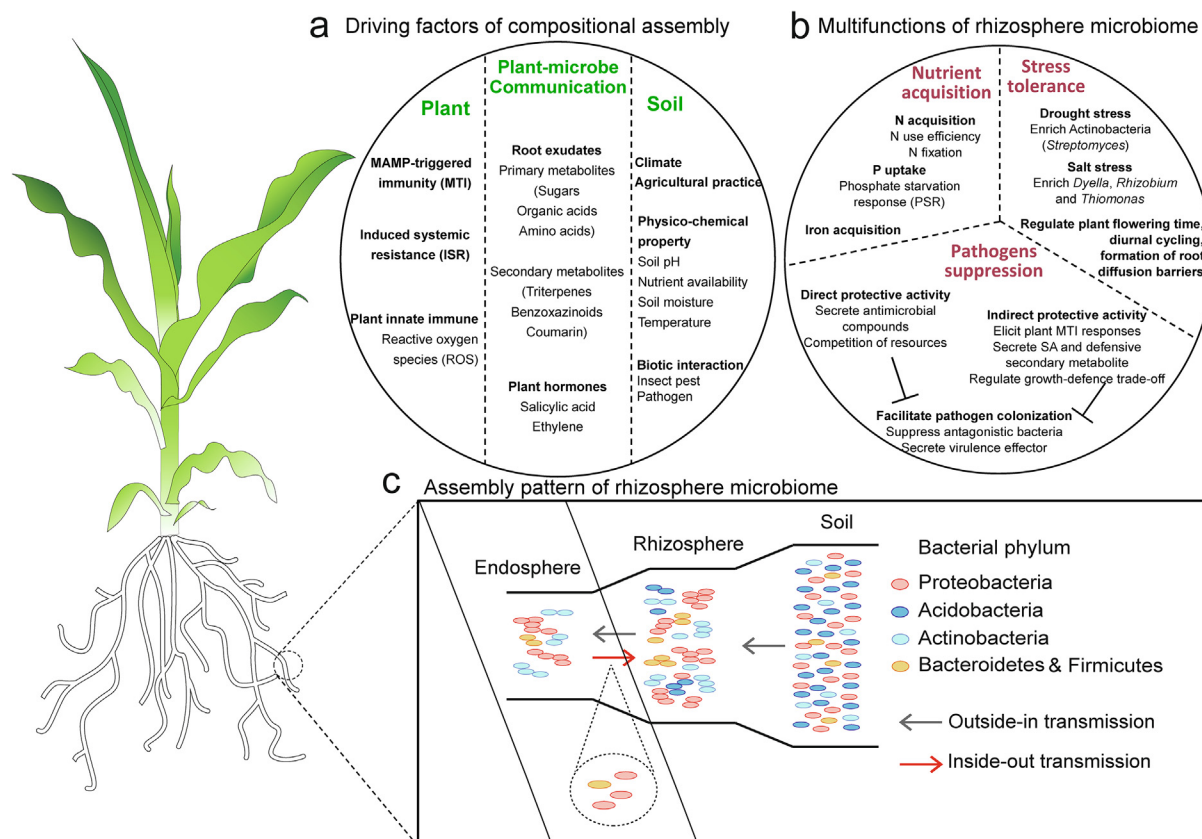 a Driving factors of compositional assembly
Plant
MAMP-triggered
immunity (MTI)
Induced systemic
resistance (ISR)
Plant innate immune
Reactive oxygen
species (ROS)
Plant-microbe
Communication
Root exudates
Primary metabolites
(Sugars
Organic acids
Amino acids)
Secondary metabolites
(Triterpenes
Benzoxazinoids
Coumarin)
Plant hormones
Salicylic acid
Ethylene
Soil
Climate
Agricultural practice
Physico-chemical
property
Soil pH
Nutrient availability
Soil moisture
Temperature
Biotic interaction
Insect pest
Pathogen
b Multifunctions of rhizosphere microbiome
Nutrient
acquisition
N acquisition
N use efficiency
N fixation
P uptake
Phosphate starvation
response (PSR)
Iron acquisition
Stress
tolerance
Drought stress
Enrich Actinobacteria
(Streptomyces)
Salt stress
Enrich Dyella, Rhizobium
and Thiomonas
Regulate plant flowering time,
diurnal cycling,
formation of root
diffusion barriers
Pathogens
suppression
Direct protective activity
Secrete antimicrobial
compounds
Competition of resources
Indirect protective activity
Elicit plant MTI responses
Secrete SA and defensive
secondary metabolite
Regulate growth-defence trade-off
Facilitate pathogen colonization
Suppress antagonistic bacteria
Secrete virulence effector
c Assembly pattern of rhizosphere microbiome
Endosphere
Rhizosphere
Soil
Bacterial phylum
Proteobacteria
Acidobacteria
Actinobacteria
Bacteroidetes & Firmicutes
Outside-in transmission
Inside-out transmission